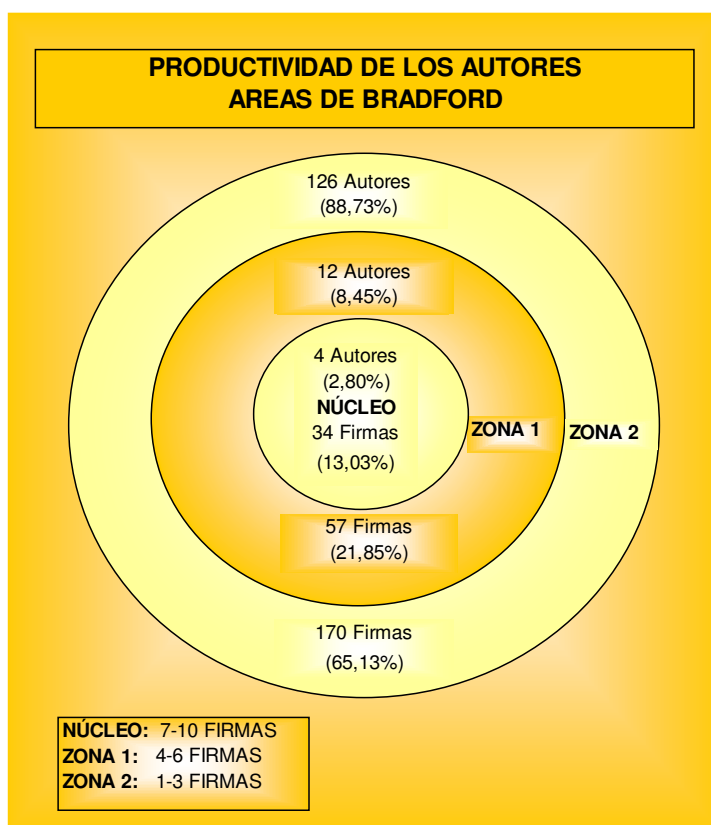 PRODUCTIVIDAD DE LOS AUTORES
AREAS DE BRADFORD
126 Autores
(88,73%)
12 Autores
(8,45%)
4 Autores
(2,80%)
NÚCLEO
34 Firmas
(13,03%)
ZONA 1
ZONA 2
57 Firmas
(21,85%)
170 Firmas
(65,13%)
NÚCLEO: 7-10 FIRMAS
ZONA 1: 4-6 FIRMAS
ZONA 2: 1-3 FIRMAS